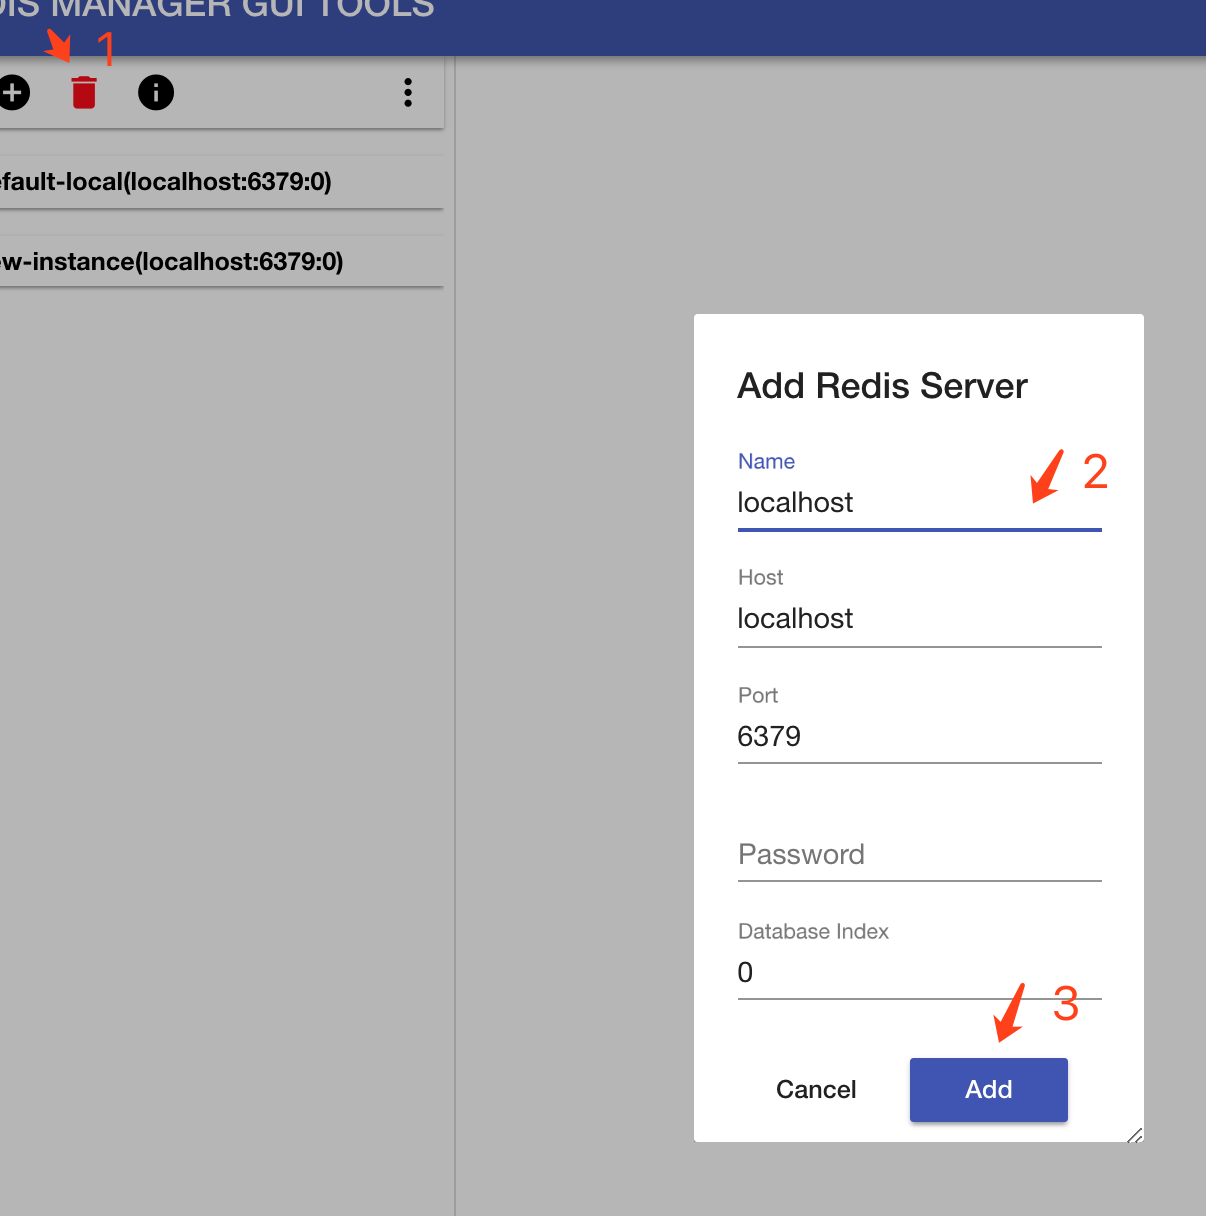 DIS MANAGER GUI TOOLS
1
efault-local(localhost:6379:0)
ew-instance(localhost:6379:0)
Add Redis Server
Name
2
localhost
Host
localhost
Port
6379
Password
Database Index
0
3
Cancel
Add